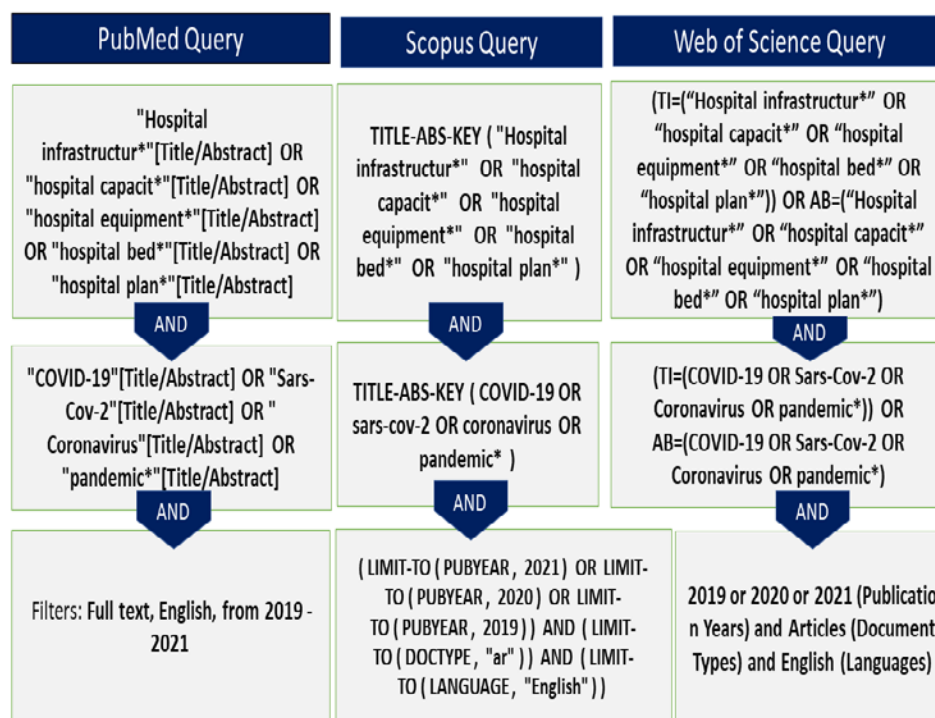 PubMed Query
"Hospital
infrastructur*"[Title/Abstract] OR
"hospital capacit*"[Title/Abstract] OR
"hospital equipment*"[Title/Abstract]
OR "hospital bed*"[Title/Abstract] OR
"hospital plan*"[Title/Abstract]
AND
"COVID-19"[Title/Abstract] OR "Sars-
Cov-2"[Title/Abstract] OR "
Coronavirus"[Title/Abstract] OR
"pandemic*"[Title/Abstract]
AND
Filters: Full text, English, from 2019 -
2021
Scopus Query
TITLE-ABS-KEY ( "Hospital
infrastructur*" OR "hospital
capacit*" OR "hospital
equipment*" OR "hospital
bed*" OR "hospital plan*" )
AND
TITLE-ABS-KEY ( COVID-19 OR
sars-cov-2 OR coronavirus OR
pandemic* )
AND
( LIMIT-TO ( PUBYEAR , 2021) OR LIMIT-
TO ( PUBYEAR , 2020) OR LIMIT-
TO ( PUBYEAR , 2019) ) AND ( LIMIT-
TO ( DOCTYPE , "ar" ) ) AND ( LIMIT-
TO ( LANGUAGE , "English" ) )
Web of Science Query
(TI=(“Hospital infrastructur*” OR
“hospital capacit*” OR “hospital
equipment*” OR “hospital bed*” OR
“hospital plan*”)) OR AB=(“Hospital
infrastructur*” OR “hospital capacit*”
OR “hospital equipment*” OR “hospital
bed*” OR “hospital plan*”)
AND
(TI=(COVID-19 OR Sars-Cov-2 OR
Coronavirus OR pandemic*)) OR
AB=(COVID-19 OR Sars-Cov-2 OR
Coronavirus OR pandemic*)
AND
2019 or 2020 or 2021 (Publicatio
n Years) and Articles (Document
Types) and English (Languages)